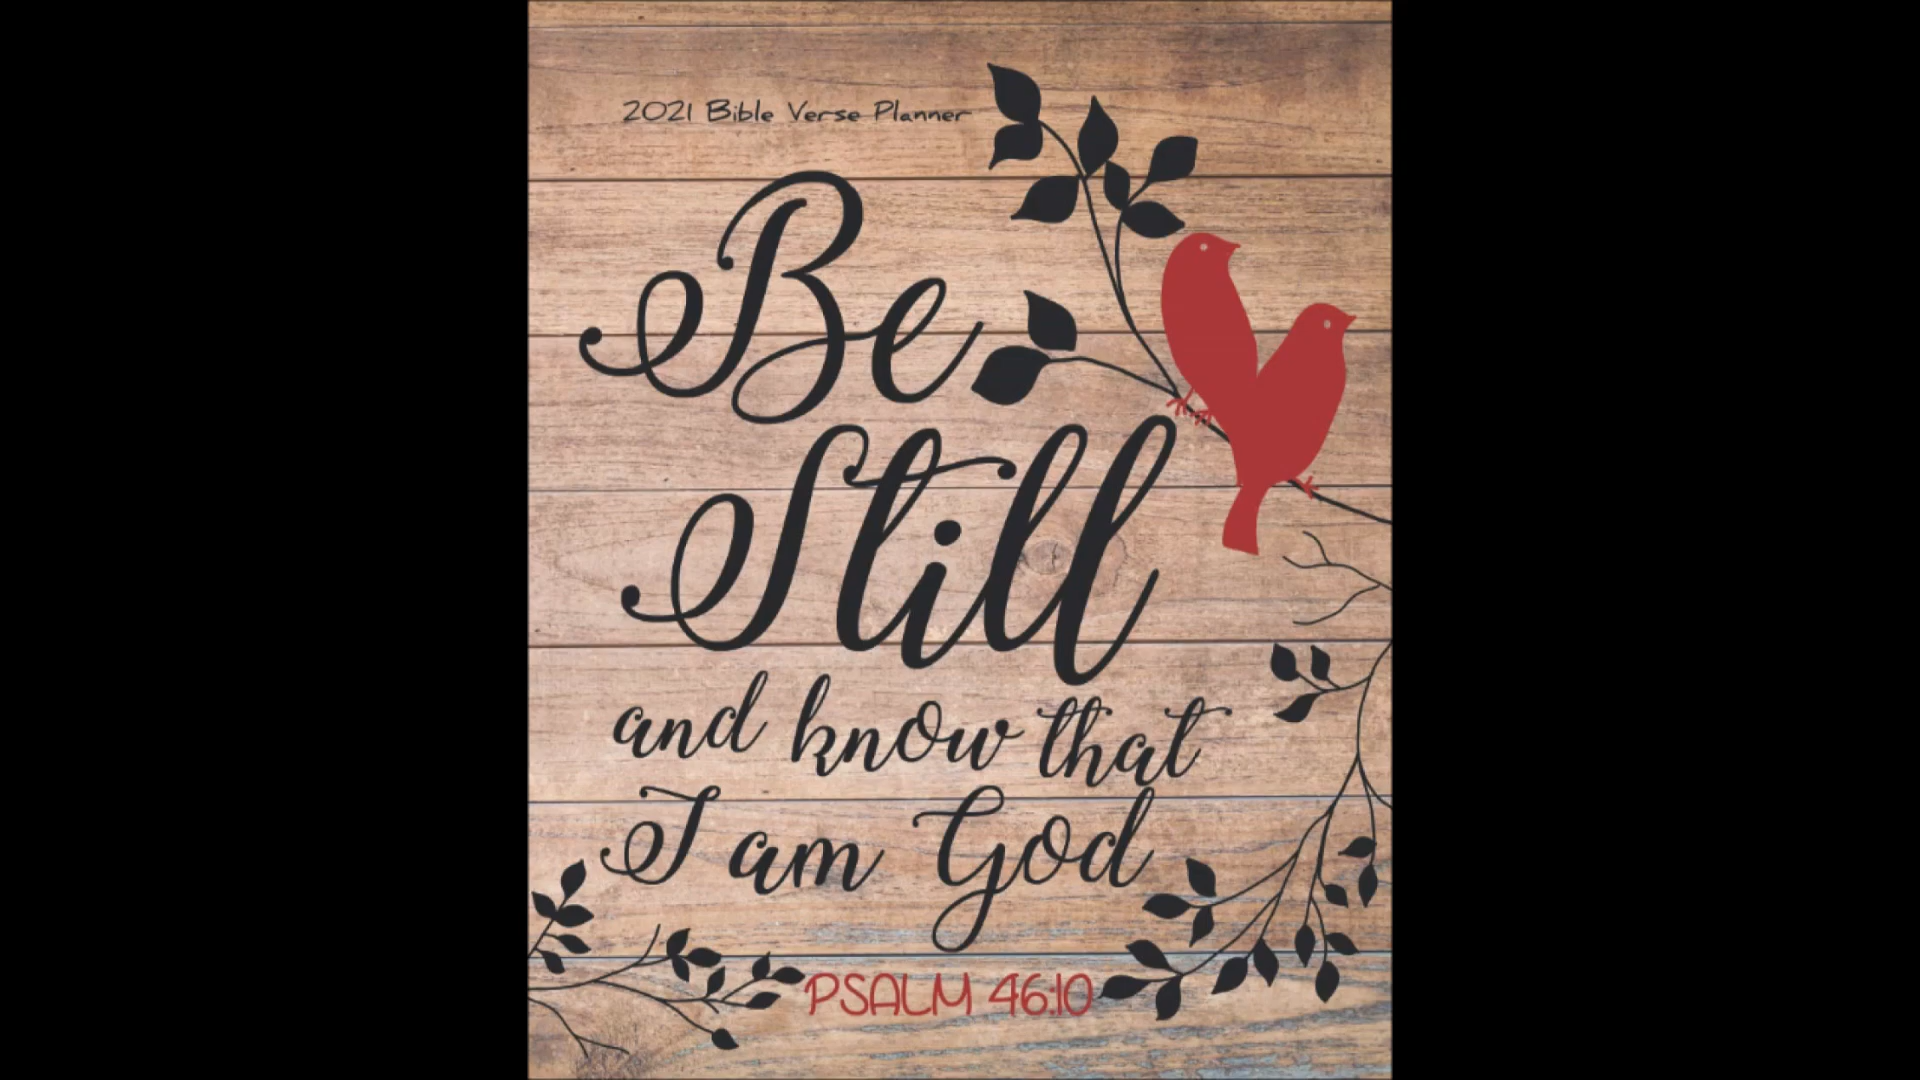 2021 Bible Verse Planner
Be
Still
and know that
I am God
PSALM 46:10